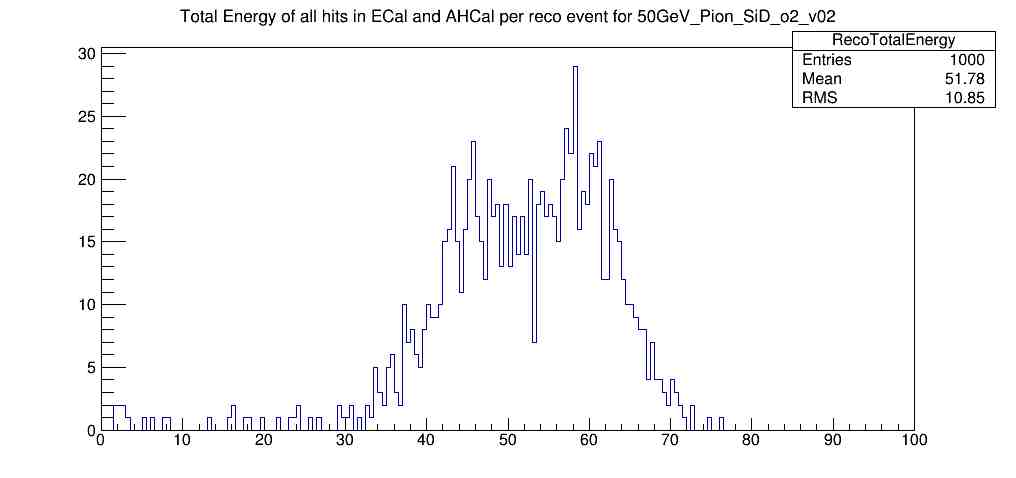 Total Energy of all hits in ECal and AHCal per reco event for 50GeV_Pion_SiD_o2_v02
RecoTotalEnergy
Entries 1000
Mean 51.78
RMS 10.85
30
25
20
15
10
5
0
0 10 20 30 40 50 60 70 80 90 100